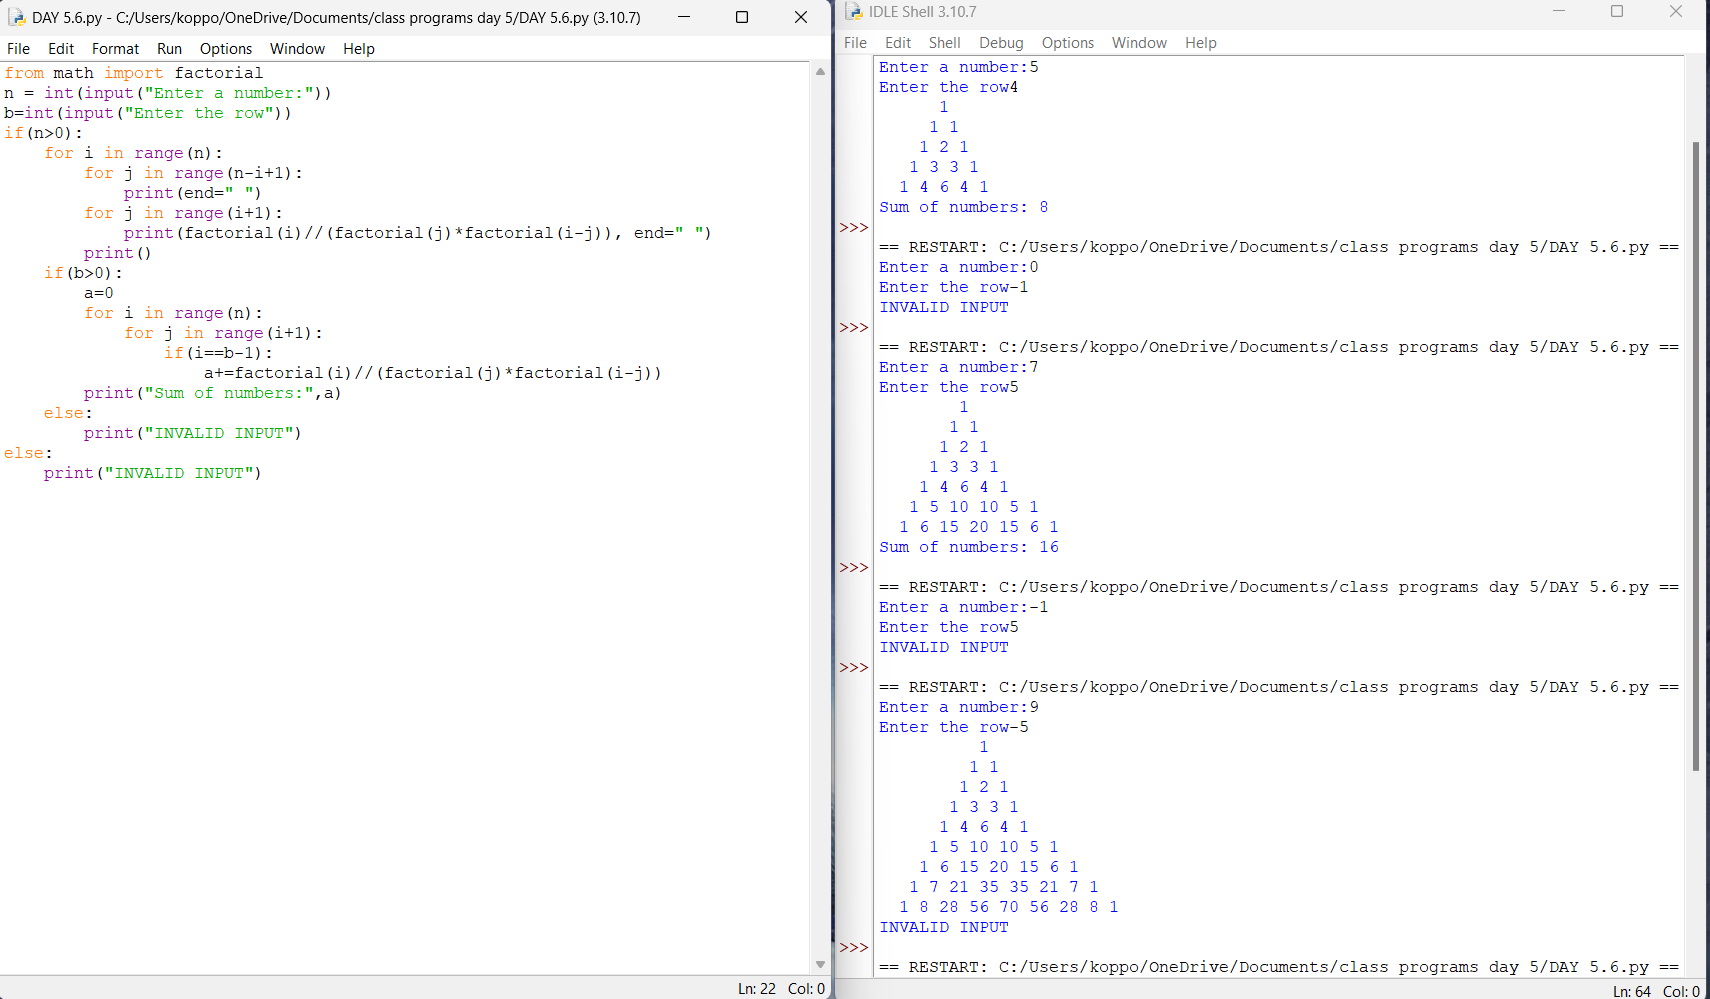 DAY 5.6.py - C:/Users/koppo/OneDrive/Documents/class programs day 5/DAY 5.6.py (3.10.7)
File Edit Format Run Options Window Help
from math import factorial
n = int(input("Enter a number:"))
b=int(input("Enter the row"))
if(n>0):
    for i in range(n):
        for j in range(n-i+1):
            print(end=" ")
        for j in range(i+1):
            print(factorial(i)//(factorial(j)*factorial(i-j)), end=" ")
        print()
    if(b>0):
        a=0
        for i in range(n):
            for j in range(i+1):
                if(i==b-1):
                    a+=factorial(i)//(factorial(j)*factorial(i-j))
        print("Sum of numbers:",a)
    else:
        print("INVALID INPUT")
else:
    print("INVALID INPUT")
Ln: 22 Col: 0
IDLE Shell 3.10.7
File Edit Shell Debug Options Window Help
Enter a number:5
Enter the row4
      1
     1 1
    1 2 1
   1 3 3 1
  1 4 6 4 1
Sum of numbers: 8
>>>
== RESTART: C:/Users/koppo/OneDrive/Documents/class programs day 5/DAY 5.6.py ==
Enter a number:0
Enter the row-1
INVALID INPUT
>>>
== RESTART: C:/Users/koppo/OneDrive/Documents/class programs day 5/DAY 5.6.py ==
Enter a number:7
Enter the row5
        1
       1 1
      1 2 1
     1 3 3 1
    1 4 6 4 1
   1 5 10 10 5 1
  1 6 15 20 15 6 1
Sum of numbers: 16
>>>
== RESTART: C:/Users/koppo/OneDrive/Documents/class programs day 5/DAY 5.6.py ==
Enter a number:-1
Enter the row5
INVALID INPUT
>>>
== RESTART: C:/Users/koppo/OneDrive/Documents/class programs day 5/DAY 5.6.py ==
Enter a number:9
Enter the row-5
          1
         1 1
        1 2 1
       1 3 3 1
      1 4 6 4 1
     1 5 10 10 5 1
    1 6 15 20 15 6 1
   1 7 21 35 35 21 7 1
  1 8 28 56 70 56 28 8 1
INVALID INPUT
>>>
== RESTART: C:/Users/koppo/OneDrive/Documents/class programs day 5/DAY 5.6.py ==
Ln: 64 Col: 0